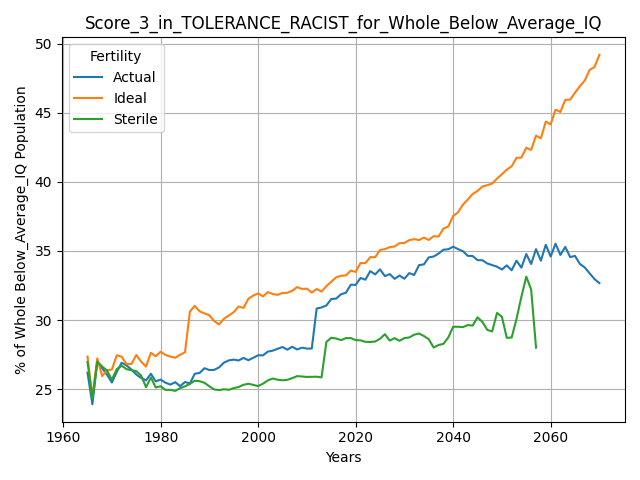 Score_3_in_TOLERANCE_RACIST_for_Whole_Below_Average_IQ
% of Whole Below_Average_IQ Population
50
45
40
35
30
25
Fertility
Actual
Ideal
Sterile
1960
1980
2000
2020
2040
2060
Years